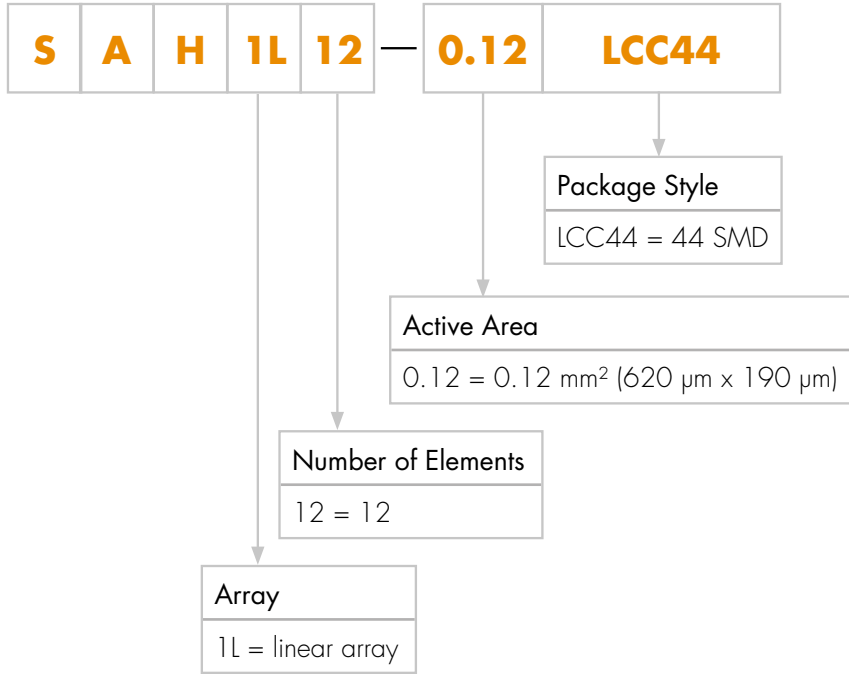 S A H 1L 12 — 0.12 LCC44
Package Style
LCC44 = 44 SMD
Active Area
0.12 = 0.12 mm² (620 µm x 190 µm)
Number of Elements
12 = 12
Array
1L = linear array